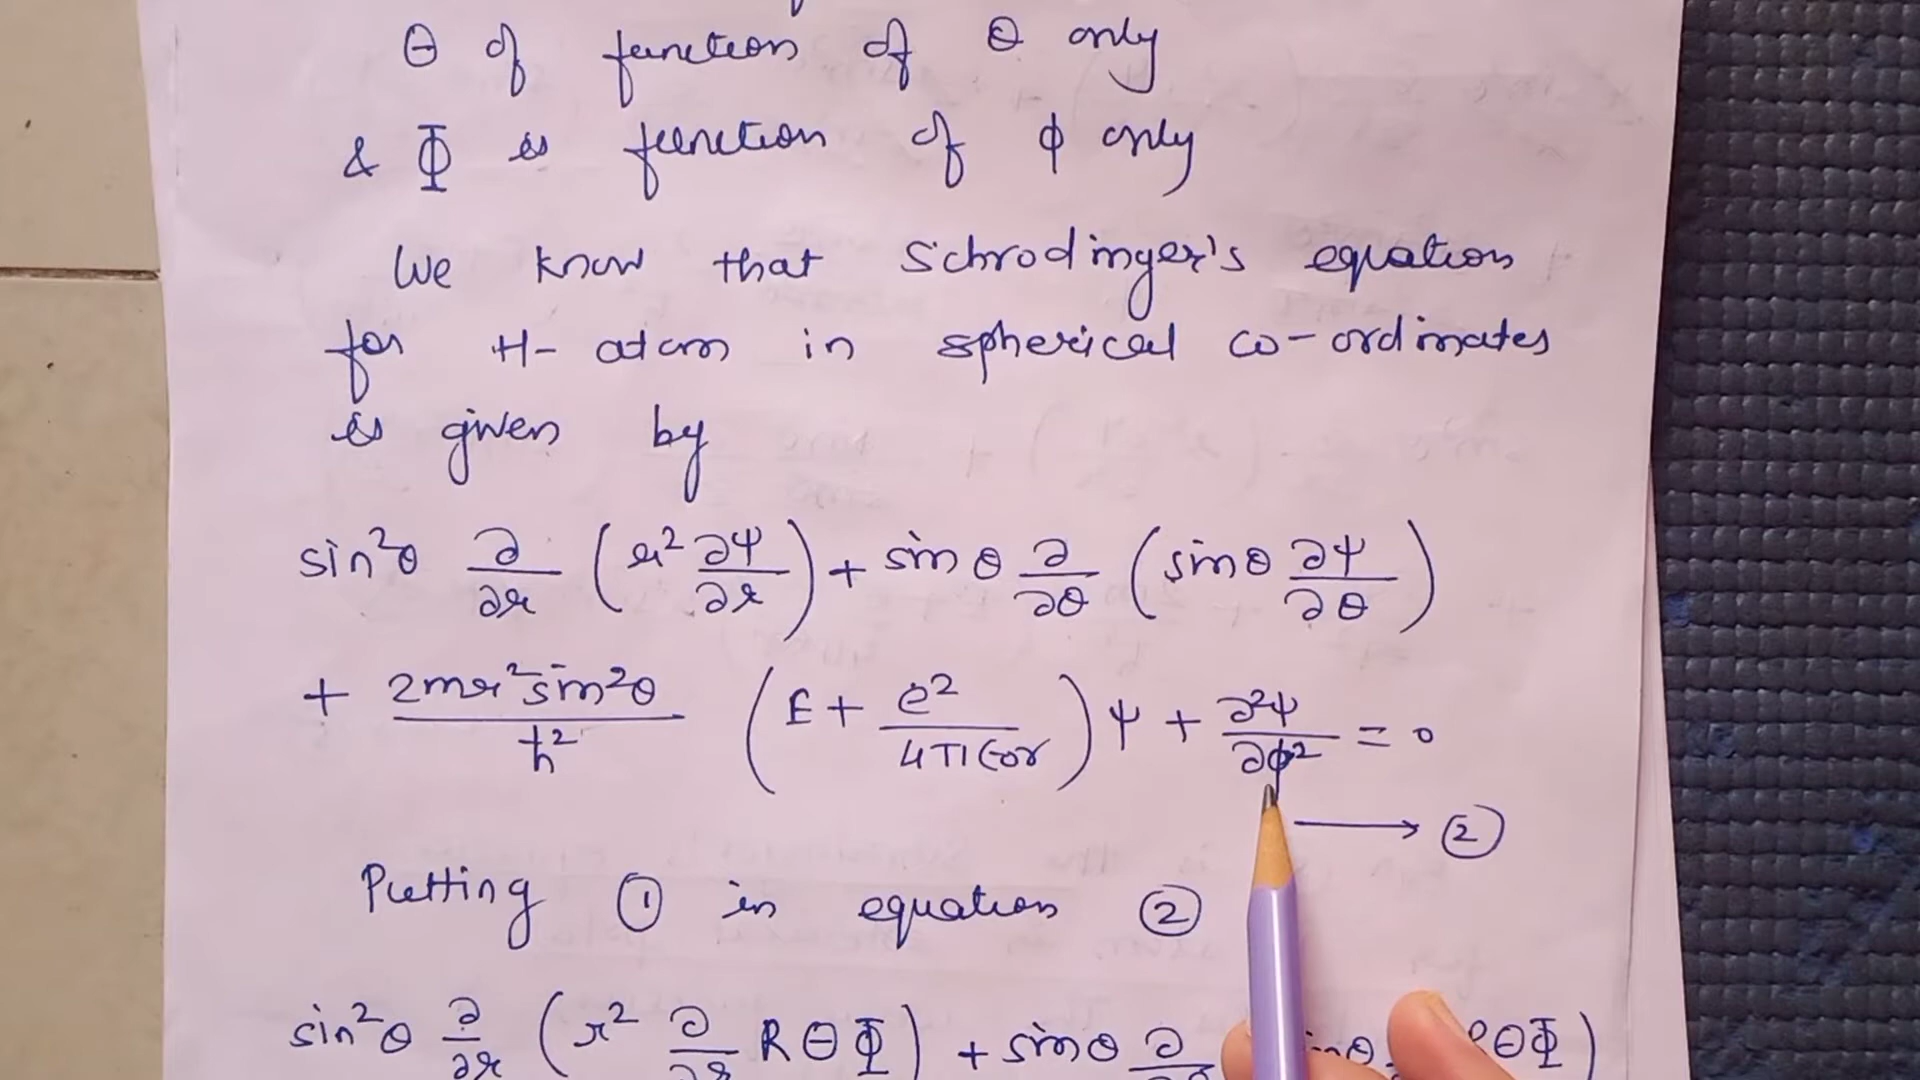 Θ of function of θ only
& Φ is function of ϕ only
We know that Schrodinger's equation
for H- atom in spherical co-ordinates
is given by
sin²θ ∂/∂r (r² ∂ψ/∂r) + sinθ ∂/∂θ (sinθ ∂ψ/∂θ)
+ 2mr²sin²θ/ħ² (E + e²/4πϵ₀r) ψ + ∂²ψ/∂ϕ² = 0
→ ②
Putting ① in equation ②
sin²θ ∂/∂r (r² ∂/∂r RΘΦ) + sinθ ∂ ΘΦ)